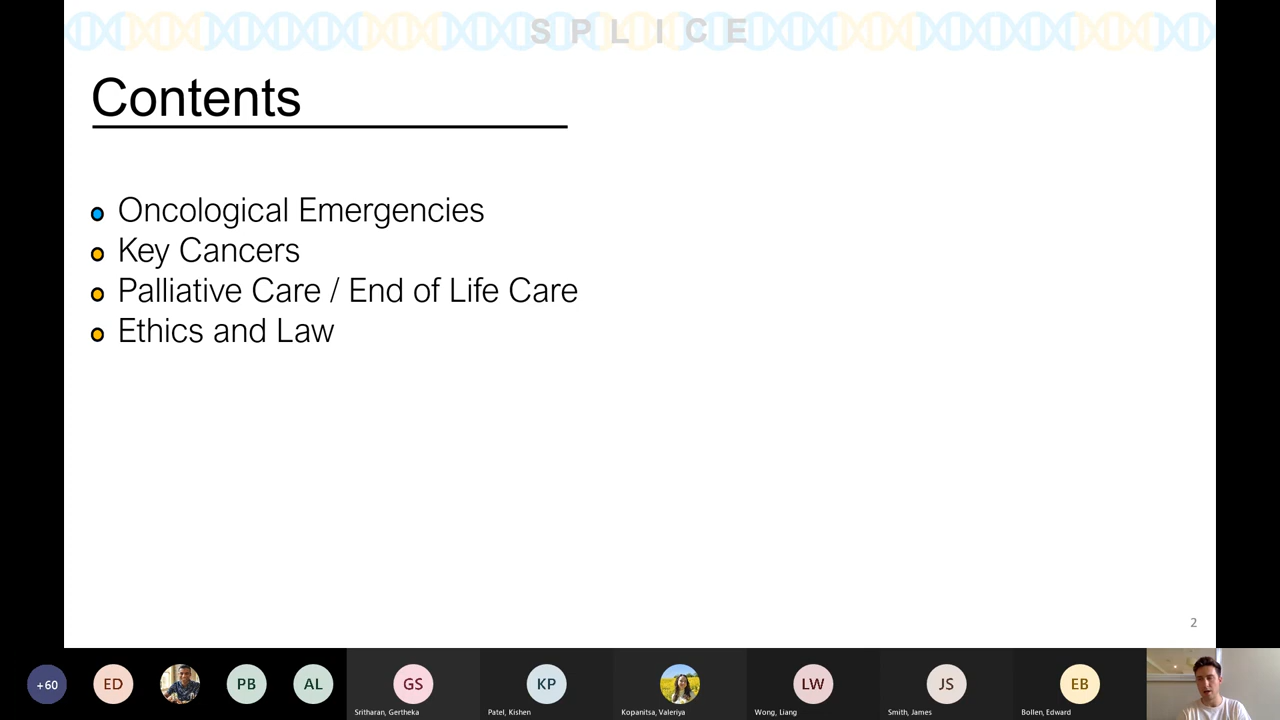 S P L I C E
Contents
Oncological Emergencies
Key Cancers
Palliative Care / End of Life Care
Ethics and Law
2
+60
ED
PB
AL
GS
KP
LW
JS
EB
Sritharan, Gertheka
Patel, Kishen
Kopanitsa, Valeriya
Wong, Liang
Smith, James
Bollen, Edward